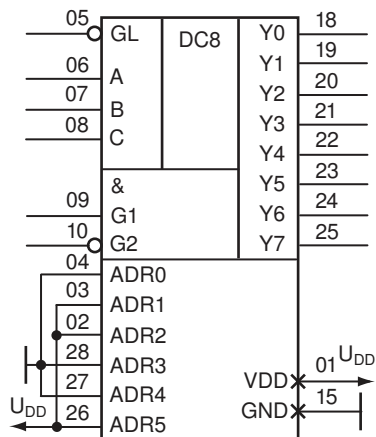 05 GL DC8 Y0 18
Y1 19
06 A Y2 20
07 B Y3 21
08 C Y4 22
& Y5 23
09 G1 Y6 24
10 G2 Y7 25
04 ADR0
03 ADR1
02 ADR2
28 ADR3
27 ADR4 VDD 01 UDD
UDD 26 ADR5 GND 15